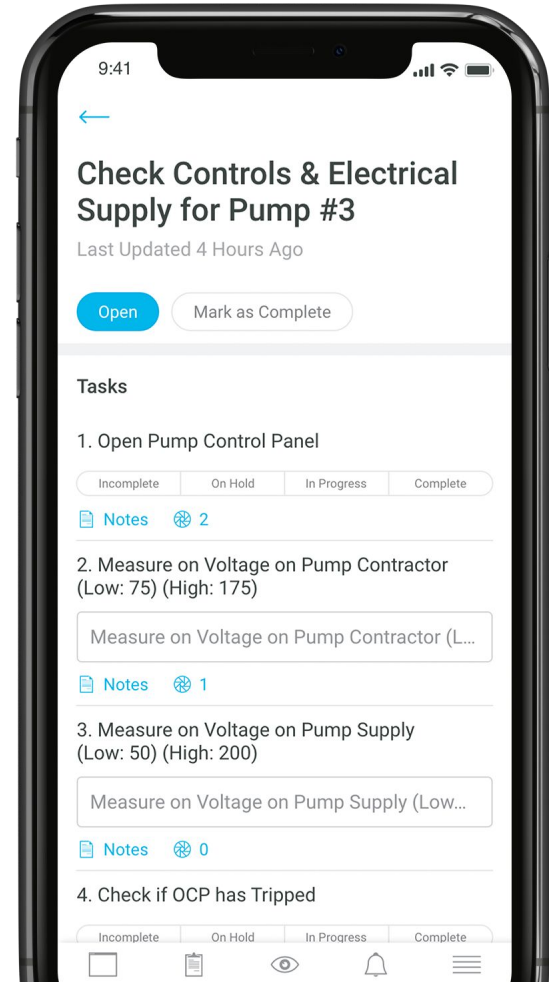 9:41
Check Controls & Electrical
Supply for Pump #3
Last Updated 4 Hours Ago
Open
Mark as Complete
Tasks
1. Open Pump Control Panel
Incomplete
On Hold
In Progress
Complete
Notes
2
2. Measure on Voltage on Pump Contractor
(Low: 75) (High: 175)
Measure on Voltage on Pump Contractor (L...
Notes
1
3. Measure on Voltage on Pump Supply
(Low: 50) (High: 200)
Measure on Voltage on Pump Supply (Low...
Notes
0
4. Check if OCP has Tripped
Incomplete
On Hold
In Progress
Complete